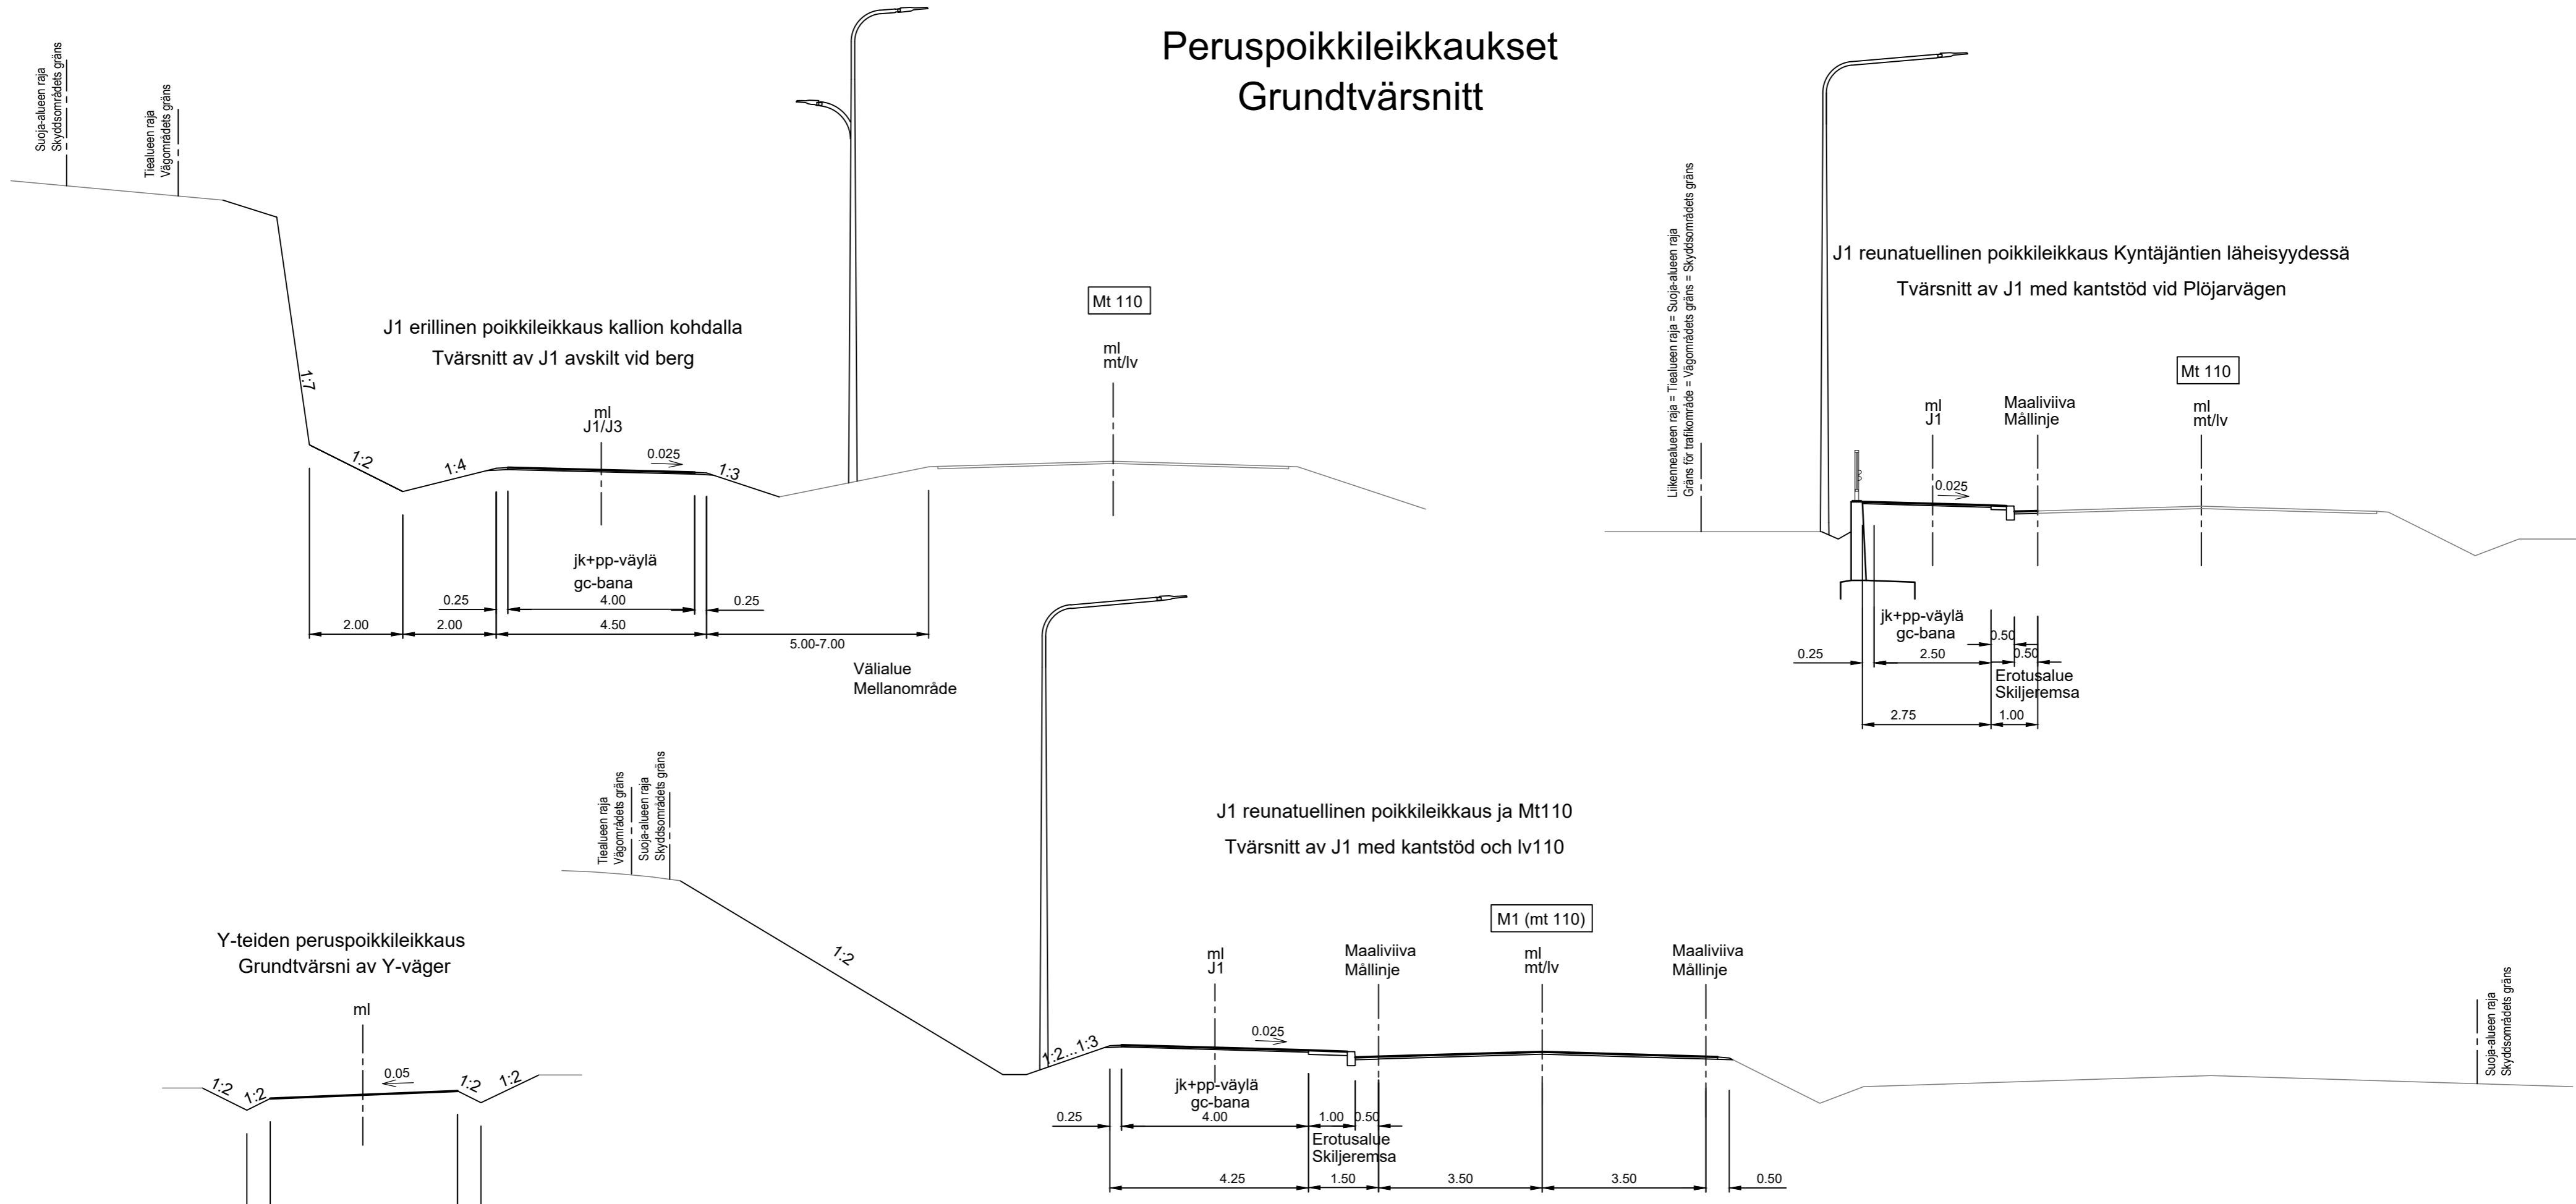 Peruspoikkileikkaukset
Grundtvärsnitt
Suoja-alueen raja
Skyddsområdets gräns
Tiealueen raja
Vägområdets gräns
J1 erillinen poikkileikkaus kallion kohdalla
Tvärsnitt av J1 avskilt vid berg
Mt 110
ml
mt/lv
ml
J1/J3
1:7
1:2
1:4
0.025
1:3
jk+pp-väylä
gc-bana
0.25
4.00
0.25
2.00
2.00
4.50
5.00-7.00
Välialue
Mellanområde
Liikennealueen raja = Tiealueen raja = Suoja-alueen raja
Gräns för trafikområde = Vägområdets gräns = Skyddsområdets gräns
J1 reunatuellinen poikkileikkaus Kyntäjäntien läheisyydessä
Tvärsnitt av J1 med kantstöd vid Plöjarvägen
Mt 110
ml
J1
Maaliviiva
Mållinje
ml
mt/lv
0.025
jk+pp-väylä
gc-bana
0.50
0.25
2.50
0.50
Erotusalue
Skiljeremsa
2.75
1.00
Tiealueen raja
Vägområdets gräns
Suoja-alueen raja
Skyddsområdets gräns
J1 reunatuellinen poikkileikkaus ja Mt110
Tvärsnitt av J1 med kantstöd och lv110
M1 (mt 110)
ml
J1
Maaliviiva
Mållinje
ml
mt/lv
Maaliviiva
Mållinje
1:2
1:2...1:3
0.025
jk+pp-väylä
gc-bana
0.25
4.00
1.00
0.50
Erotusalue
Skiljeremsa
4.25
1.50
3.50
3.50
0.50
Suoja-alueen raja
Skyddsområdets gräns
Y-teiden peruspoikkileikkaus
Grundtvärsni av Y-väger
ml
1:2
1:2
0.05
1:2
1:2